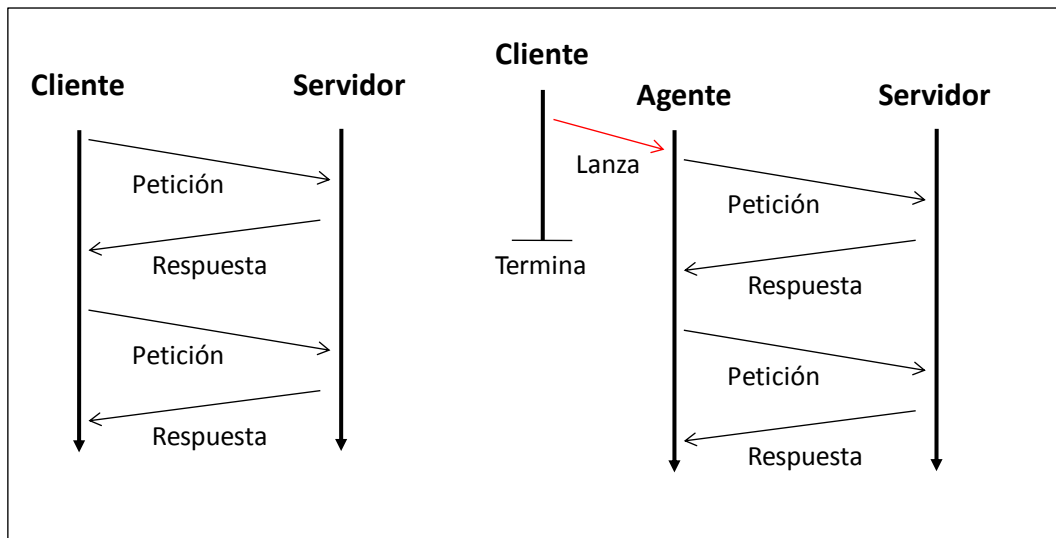 Cliente
Servidor
Petición
Respuesta
Petición
Respuesta
Cliente
Agente
Servidor
Lanza
Petición
Termina
Respuesta
Petición
Respuesta